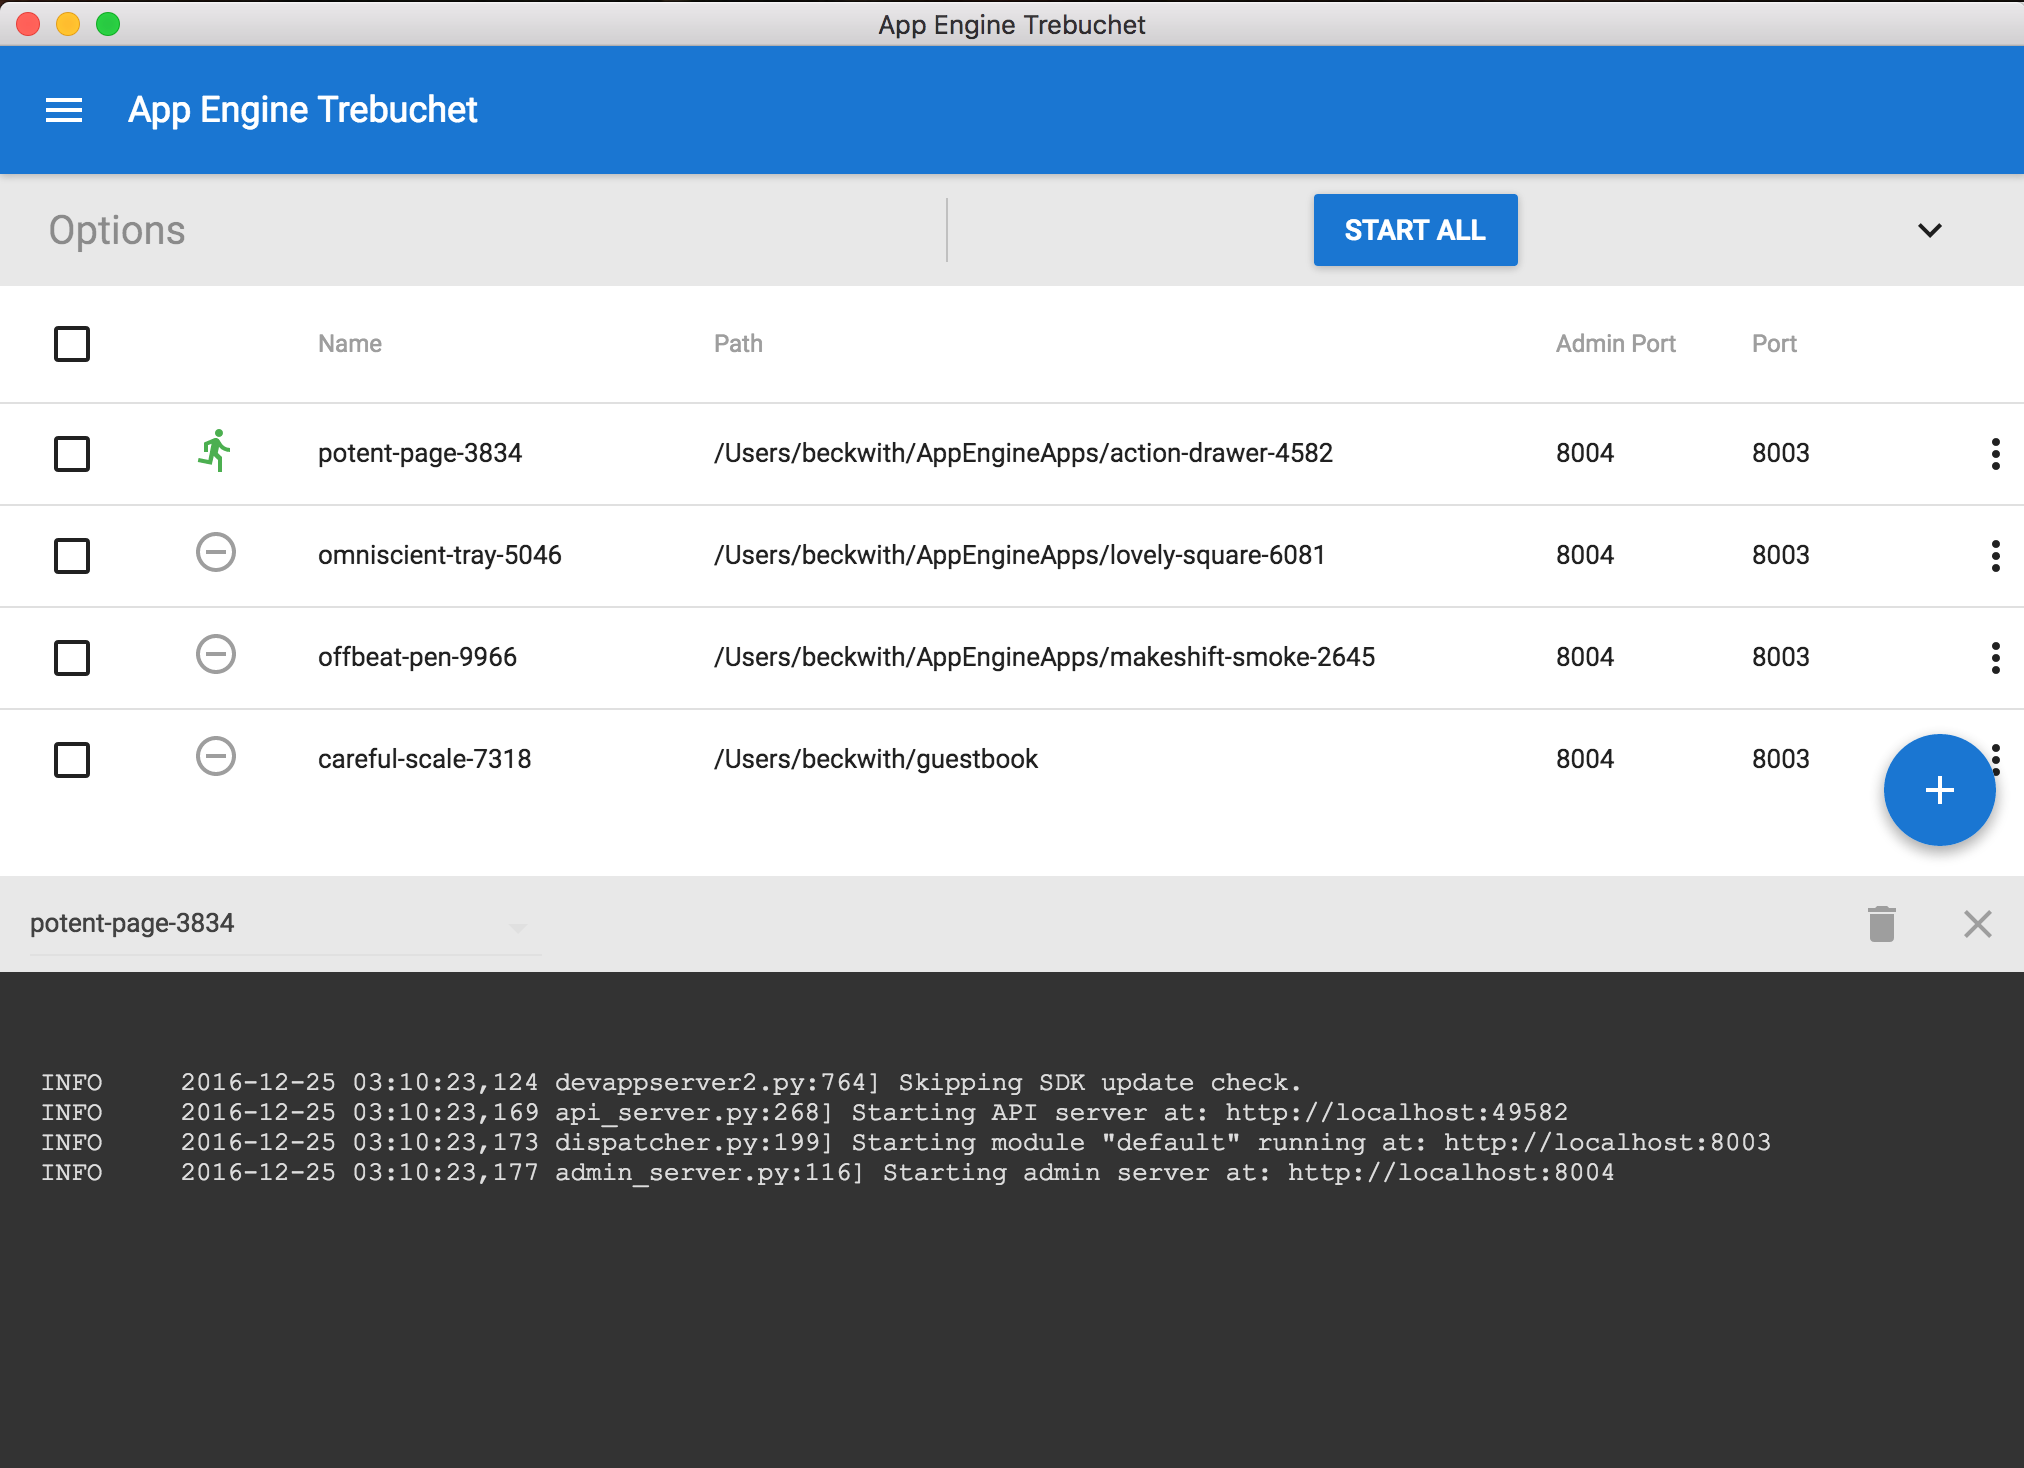 App Engine Trebuchet
App Engine Trebuchet
Options START ALL
Name Path Admin Port Port
potent-page-3834 /Users/beckwith/AppEngineApps/action-drawer-4582 8004 8003
omniscient-tray-5046 /Users/beckwith/AppEngineApps/lovely-square-6081 8004 8003
offbeat-pen-9966 /Users/beckwith/AppEngineApps/makeshift-smoke-2645 8004 8003
careful-scale-7318 /Users/beckwith/guestbook 8004 8003
potent-page-3834
INFO 2016-12-25 03:10:23,124 devappserver2.py:764] Skipping SDK update check.
INFO 2016-12-25 03:10:23,169 api_server.py:268] Starting API server at: http://localhost:49582
INFO 2016-12-25 03:10:23,173 dispatcher.py:199] Starting module "default" running at: http://localhost:8003
INFO 2016-12-25 03:10:23,177 admin_server.py:116] Starting admin server at: http://localhost:8004